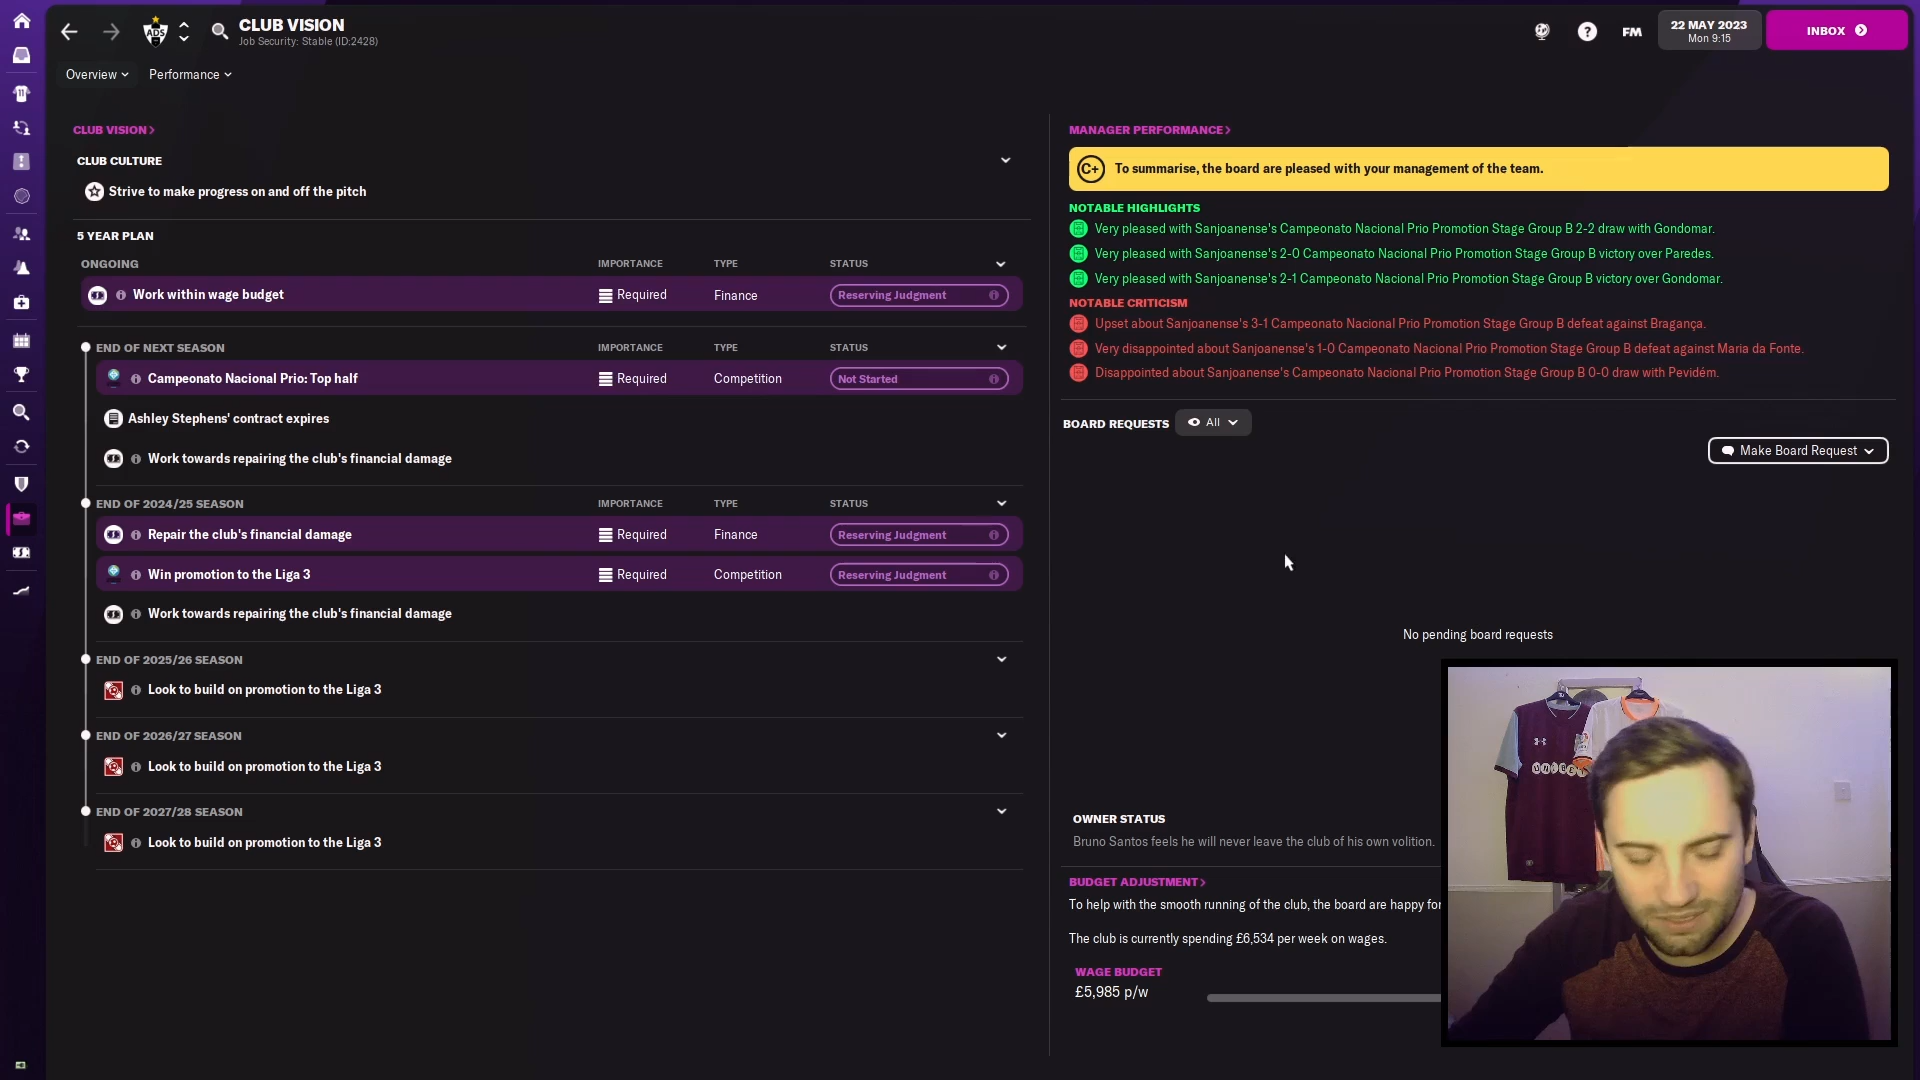 CLUB VISION
Job Security: Stable (ID:2428)
FM
22 MAY 2023
Mon 9:15
INBOX
Overview
Performance
CLUB VISION
CLUB CULTURE
Strive to make progress on and off the pitch
5 YEAR PLAN
ONGOING IMPORTANCE TYPE STATUS
Work within wage budget Required Finance Reserving Judgment
END OF NEXT SEASON IMPORTANCE TYPE STATUS
Campeonato Nacional Prio: Top half Required Competition Not Started
Ashley Stephens' contract expires
Work towards repairing the club's financial damage
END OF 2024/25 SEASON IMPORTANCE TYPE STATUS
Repair the club's financial damage Required Finance Reserving Judgment
Win promotion to the Liga 3 Required Competition Reserving Judgment
Work towards repairing the club's financial damage
END OF 2025/26 SEASON
Look to build on promotion to the Liga 3
END OF 2026/27 SEASON
Look to build on promotion to the Liga 3
END OF 2027/28 SEASON
Look to build on promotion to the Liga 3
MANAGER PERFORMANCE
C+ To summarise, the board are pleased with your management of the team.
NOTABLE HIGHLIGHTS
Very pleased with Sanjoanense's Campeonato Nacional Prio Promotion Stage Group B 2-2 draw with Gondomar.
Very pleased with Sanjoanense's 2-0 Campeonato Nacional Prio Promotion Stage Group B victory over Paredes.
Very pleased with Sanjoanense's 2-1 Campeonato Nacional Prio Promotion Stage Group B victory over Gondomar.
NOTABLE CRITICISM
Upset about Sanjoanense's 3-1 Campeonato Nacional Prio Promotion Stage Group B defeat against Bragança.
Very disappointed about Sanjoanense's 1-0 Campeonato Nacional Prio Promotion Stage Group B defeat against Maria da Fonte.
Disappointed about Sanjoanense's Campeonato Nacional Prio Promotion Stage Group B 0-0 draw with Pevidém.
BOARD REQUESTS All
Make Board Request
No pending board requests
OWNER STATUS
Bruno Santos feels he will never leave the club of his own volition.
BUDGET ADJUSTMENT
To help with the smooth running of the club, the board are happy for
The club is currently spending £6,534 per week on wages.
WAGE BUDGET
£5,985 p/w
ADS
UNIBET